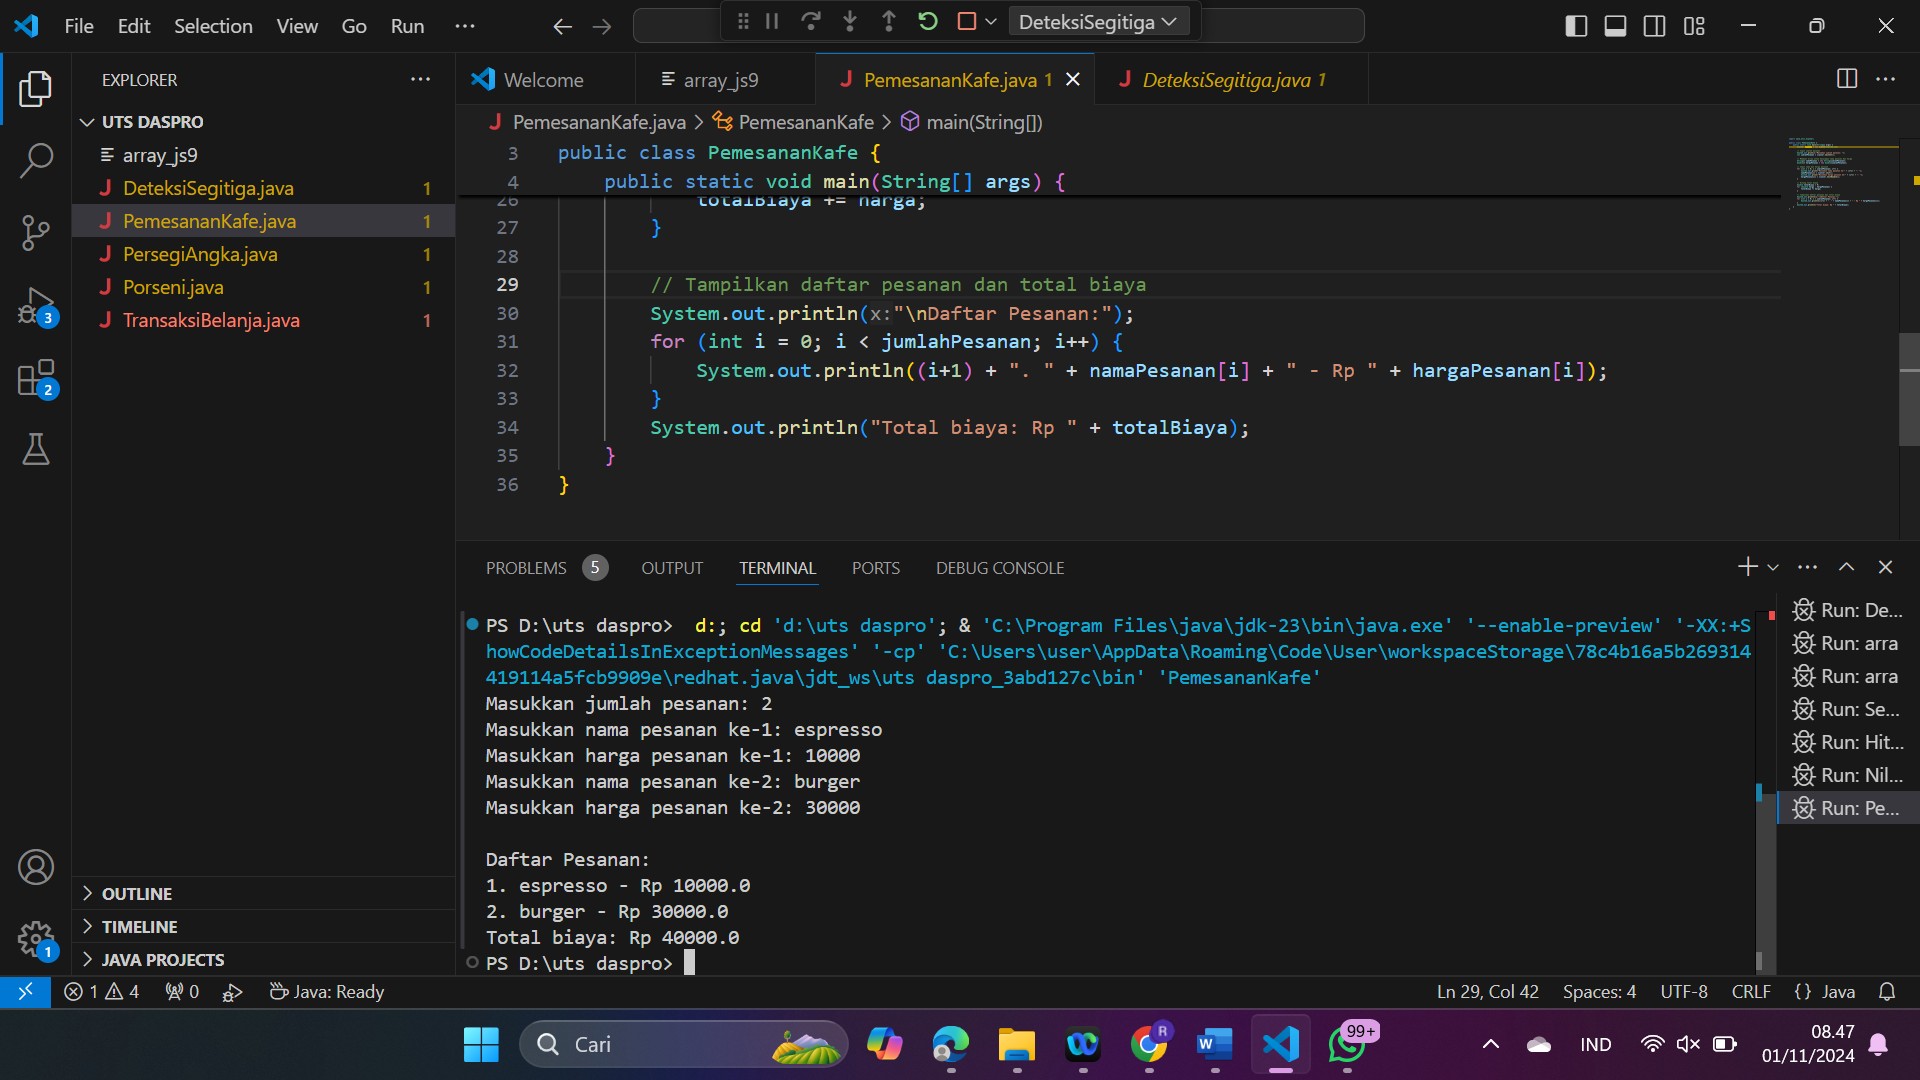 File Edit Selection View Go Run ··· DeteksiSegitiga
EXPLORER
Welcome array_js9 PemesananKafe.java 1 DeteksiSegitiga.java 1
UTS DASPRO
array_js9
DeteksiSegitiga.java 1
PemesananKafe.java 1
PersegiAngka.java 1
Porseni.java 1
TransaksiBelanja.java 1
3
2
1
OUTLINE
TIMELINE
JAVA PROJECTS
PemesananKafe.java > PemesananKafe > main(String[])
3 public class PemesananKafe {
4 public static void main(String[] args) {
26 totalBiaya += harga;
27 }
28
29 // Tampilkan daftar pesanan dan total biaya
30 System.out.println(x:"\nDaftar Pesanan:");
31 for (int i = 0; i < jumlahPesanan; i++) {
32 System.out.println((i+1) + ". " + namaPesanan[i] + " - Rp " + hargaPesanan[i]);
33 }
34 System.out.println("Total biaya: Rp " + totalBiaya);
35 }
36 }
PROBLEMS 5 OUTPUT TERMINAL PORTS DEBUG CONSOLE
PS D:\uts daspro> d:; cd 'd:\uts daspro'; & 'C:\Program Files\java\jdk-23\bin\java.exe' '--enable-preview' '-XX:+S
howCodeDetailsInExceptionMessages' '-cp' 'C:\Users\user\AppData\Roaming\Code\User\workspaceStorage\78c4b16a5b269314
419114a5fcb9909e\redhat.java\jdt_ws\uts daspro_3abd127c\bin' 'PemesananKafe'
Masukkan jumlah pesanan: 2
Masukkan nama pesanan ke-1: espresso
Masukkan harga pesanan ke-1: 10000
Masukkan nama pesanan ke-2: burger
Masukkan harga pesanan ke-2: 30000
Daftar Pesanan:
1. espresso - Rp 10000.0
2. burger - Rp 30000.0
Total biaya: Rp 40000.0
PS D:\uts daspro>
Run: De...
Run: arra
Run: arra
Run: Se...
Run: Hit...
Run: Nil...
Run: Pe...
1 4 0 Java: Ready Ln 29, Col 42 Spaces: 4 UTF-8 CRLF {} Java
Cari R W 99+ IND 08.47
01/11/2024